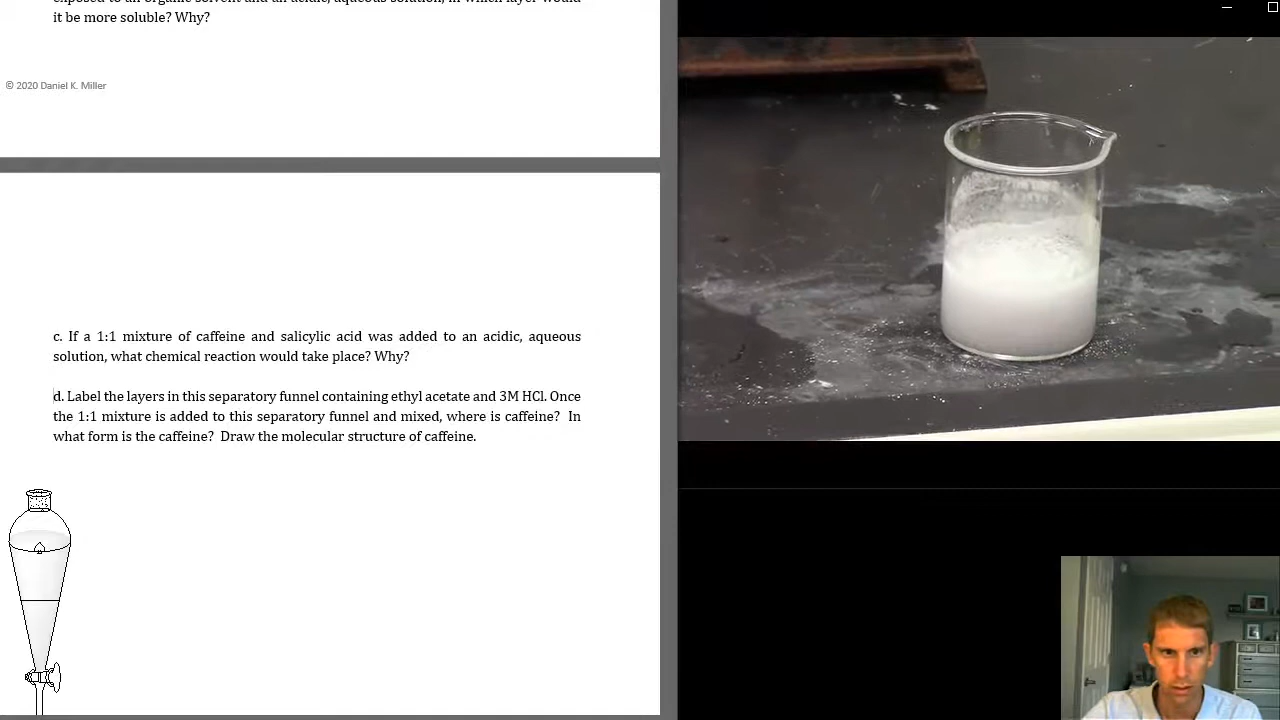 it be more soluble? Why?
© 2020 Daniel K. Miller
c. If a 1:1 mixture of caffeine and salicylic acid was added to an acidic, aqueous
solution, what chemical reaction would take place? Why?
d. Label the layers in this separatory funnel containing ethyl acetate and 3M HCl. Once
the 1:1 mixture is added to this separatory funnel and mixed, where is caffeine? In
what form is the caffeine? Draw the molecular structure of caffeine.